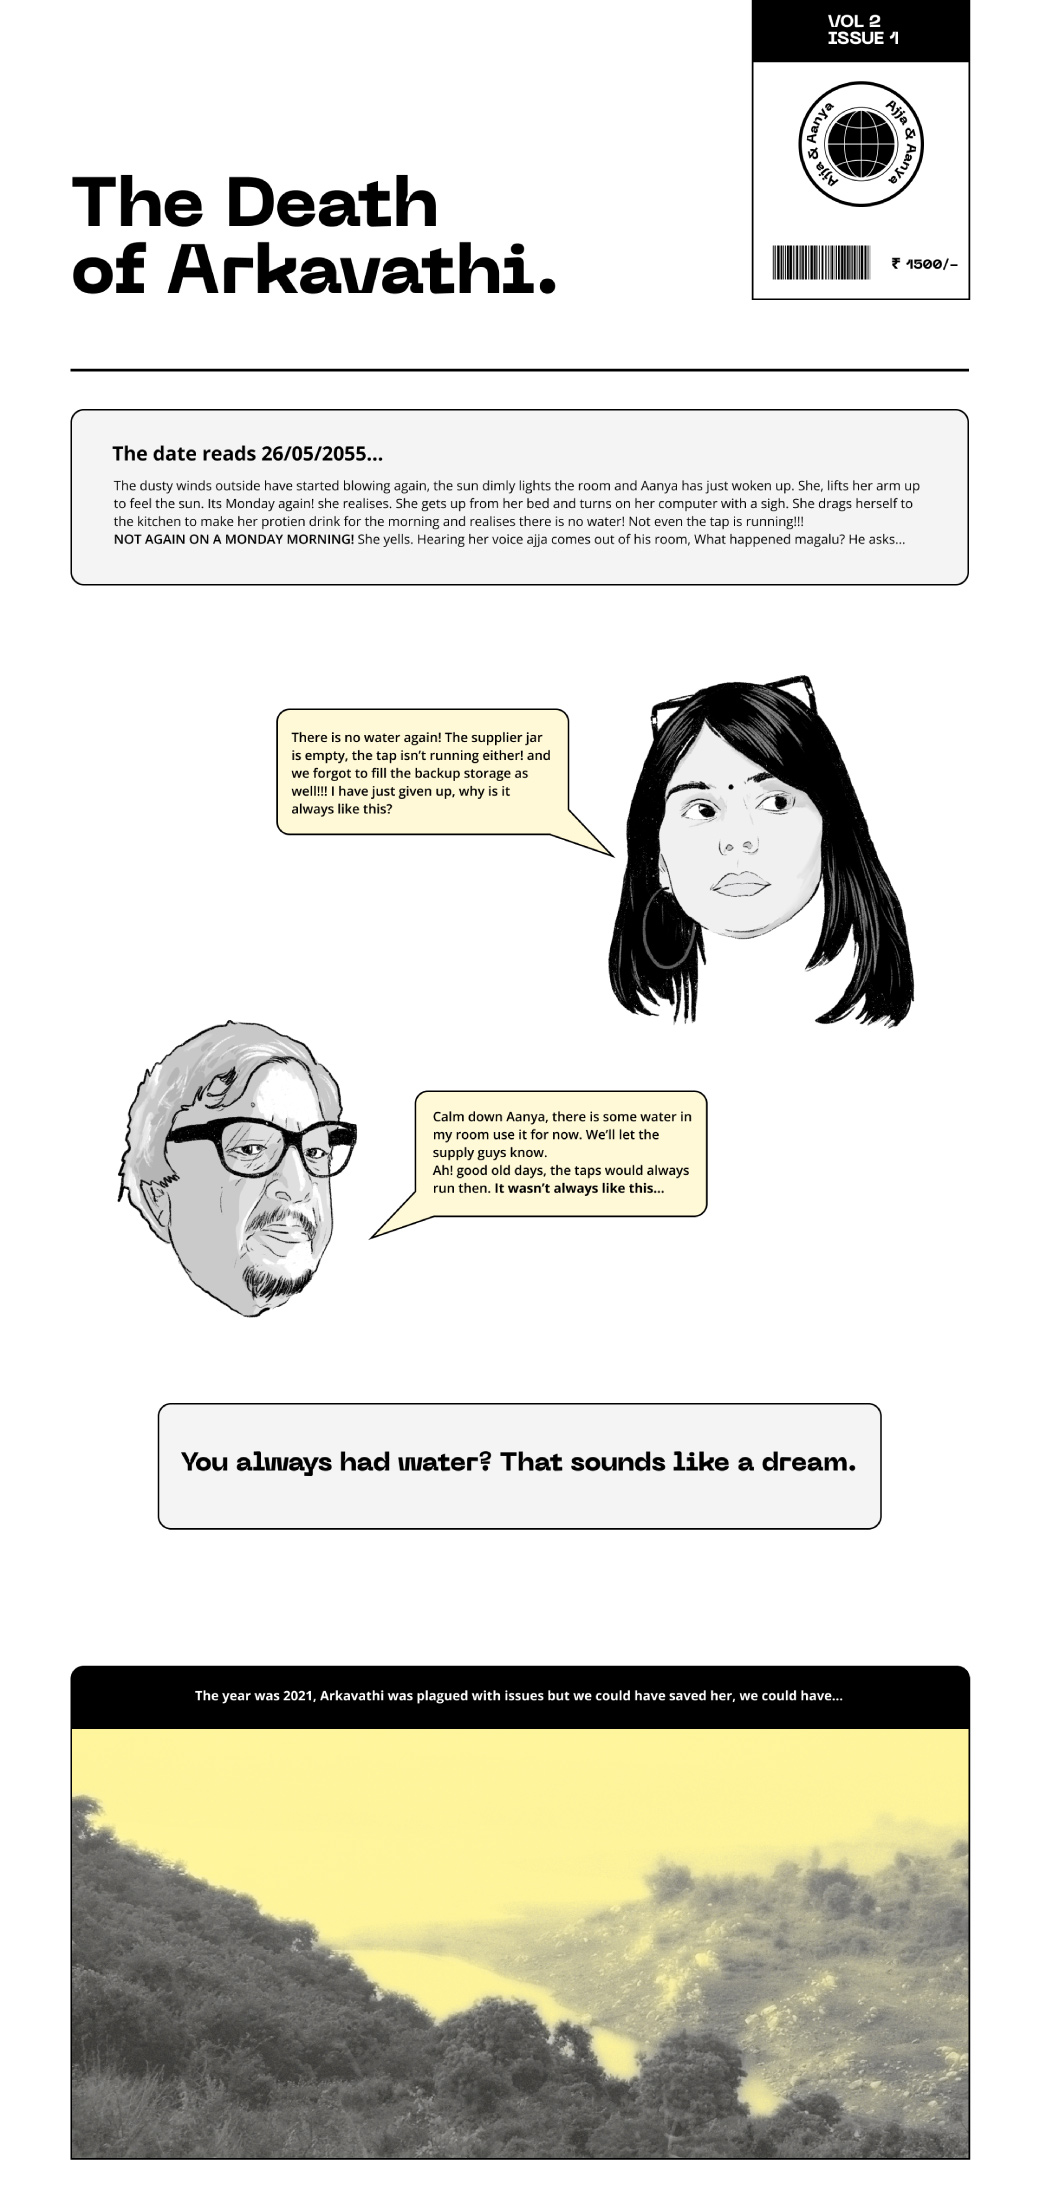 VOL 2
ISSUE 1
Ajja & Aanya
Ajja & Aanya
₹ 1500/-
The Death
of Arkavathi.
The date reads 26/05/2055...
The dusty winds outside have started blowing again, the sun dimly lights the room and Aanya has just woken up. She, lifts her arm up
to feel the sun. Its Monday again! she realises. She gets up from her bed and turns on her computer with a sigh. She drags herself to
the kitchen to make her protien drink for the morning and realises there is no water! Not even the tap is running!!!
NOT AGAIN ON A MONDAY MORNING! She yells. Hearing her voice ajja comes out of his room, What happened magalu? He asks...
There is no water again! The supplier jar
is empty, the tap isn't running either! and
we forgot to fill the backup storage as
well!!! I have just given up, why is it
always like this?
Calm down Aanya, there is some water in
my room use it for now. We'll let the
supply guys know.
Ah! good old days, the taps would always
run then. It wasn't always like this...
You always had water? That sounds like a dream.
The year was 2021, Arkavathi was plagued with issues but we could have saved her, we could have...